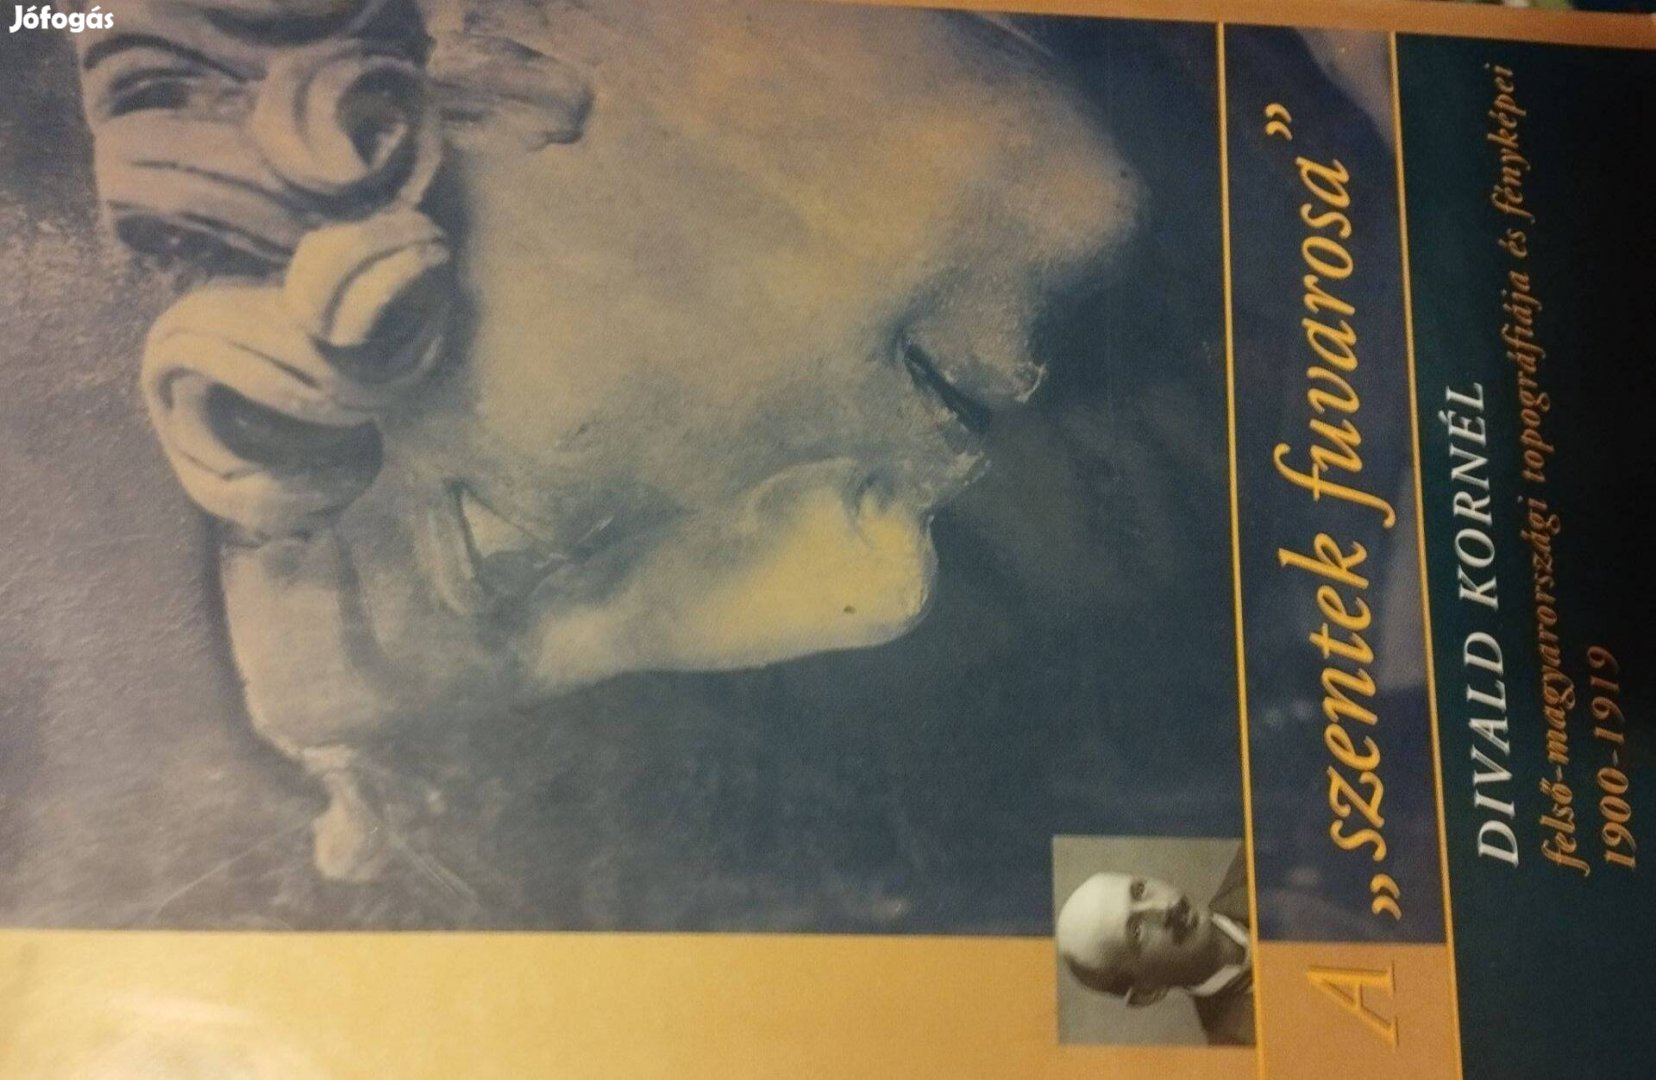 Jófogás
A „szentek fuvarosa”
DIVALD KORNÉL
felső-magyarországi topográfiája és fényképei
1900-1919